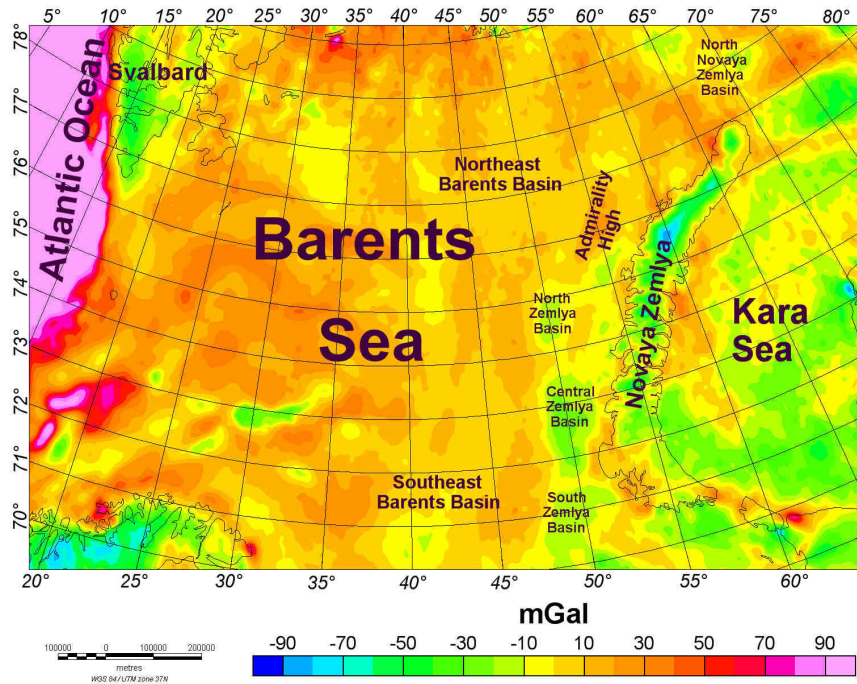 5° 10° 15° 20° 25° 30° 35° 40° 45° 50° 55° 60° 65° 70° 75° 80°
78°
77°
76°
75°
74°
73°
72°
71°
70°
Atlantic Ocean
Svalbard
North
Novaya
Zemlya
Basin
Northeast
Barents Basin
Admirality
High
Barents
Sea
North
Zemlya
Basin
Novaya Zemlya
Kara
Sea
Central
Zemlya
Basin
Southeast
Barents Basin
South
Zemlya
Basin
20° 25° 30° 35° 40° 45° 50° 55° 60°
mGal
100000 0 100000 200000
metres
WGS 84 / UTM zone 37N
-90 -70 -50 -30 -10 10 30 50 70 90